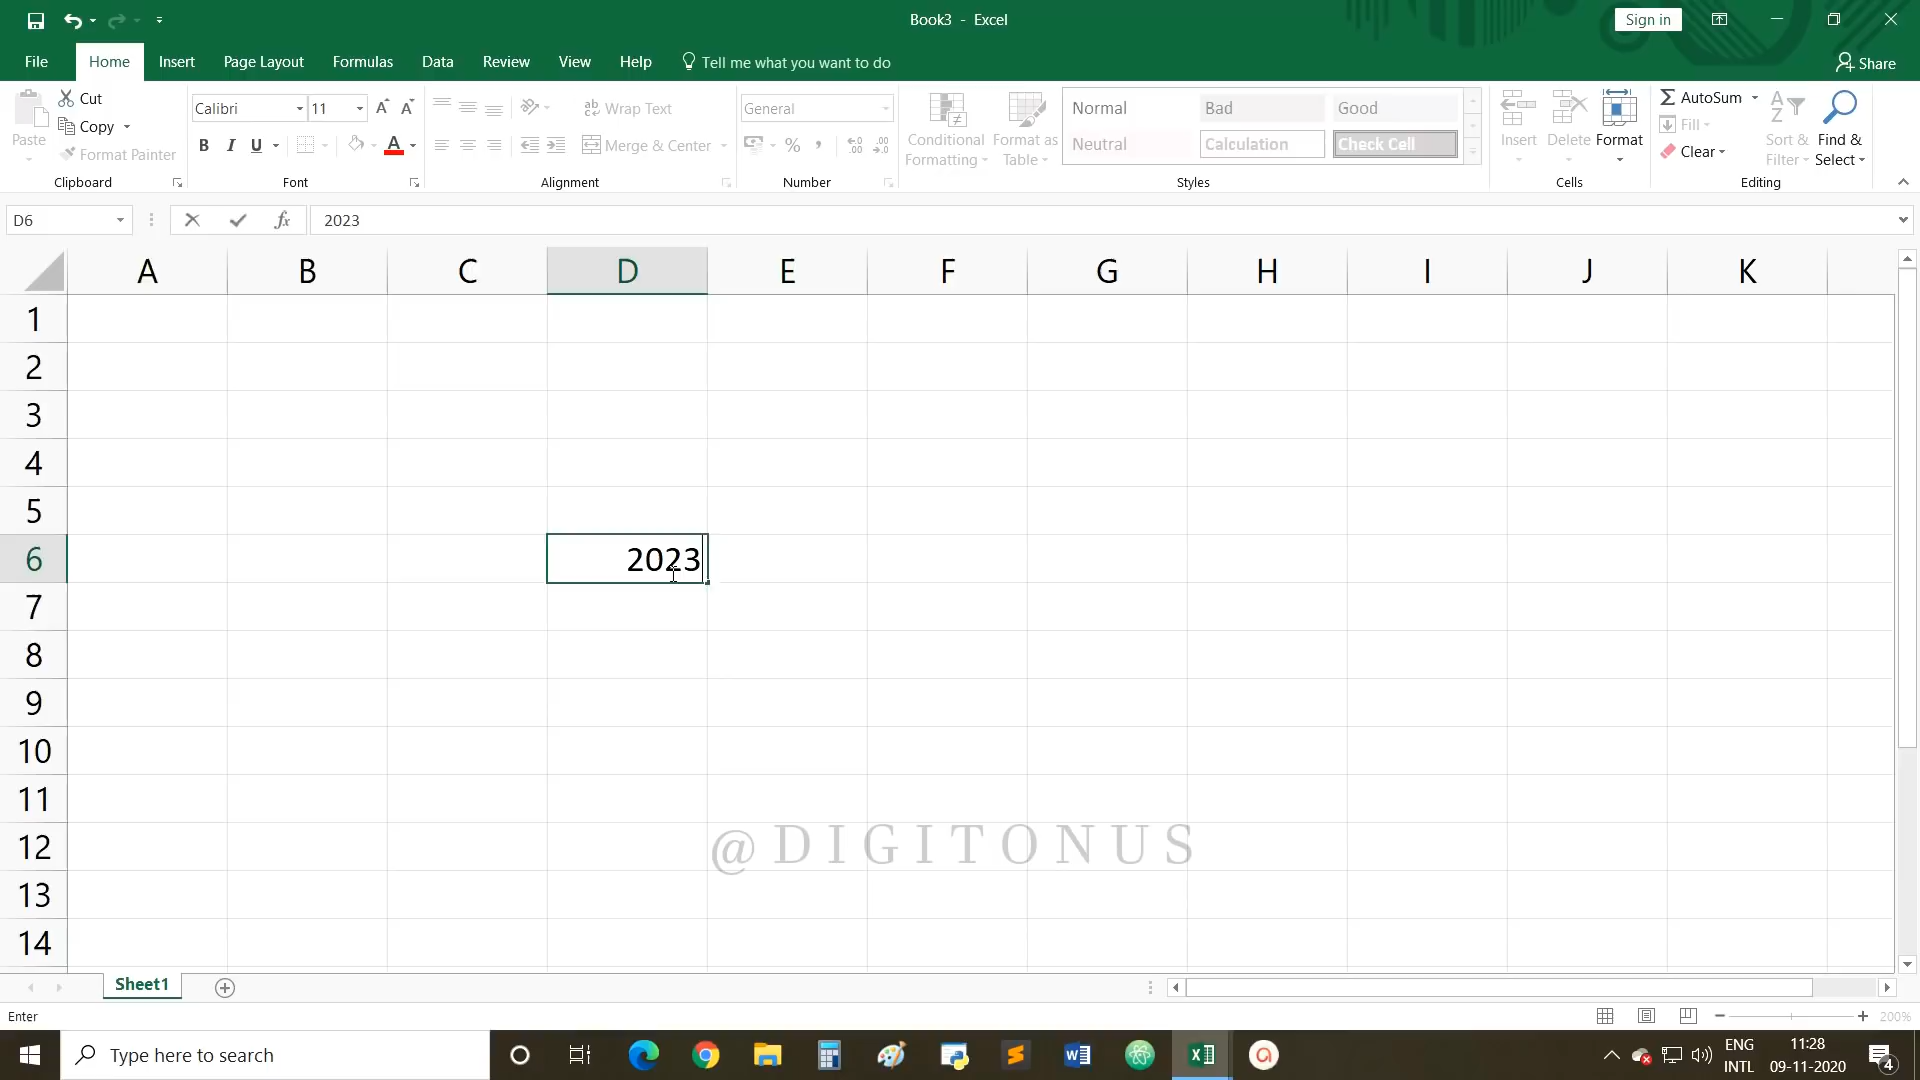 Book3 - Excel
Sign in
File Home Insert Page Layout Formulas Data Review View Help Tell me what you want to do Share
Paste
Cut
Copy
Format Painter
Clipboard
Calibri 11
B I U A
Font
Wrap Text
Merge & Center
Alignment
General
%
Number
Conditional Formatting
Format as Table
Normal Bad Good
Neutral Calculation Check Cell
Styles
Insert Delete Format
Cells
AutoSum
Fill
Clear
Sort & Filter
Find & Select
Editing
D6 fx 2023
A B C D E F G H I J K
1
2
3
4
5
6 2023
7
8
9
10
11
12
@DIGITONUS
13
14
Sheet1
Enter 200%
Type here to search
ENG
INTL
11:28
09-11-2020
4